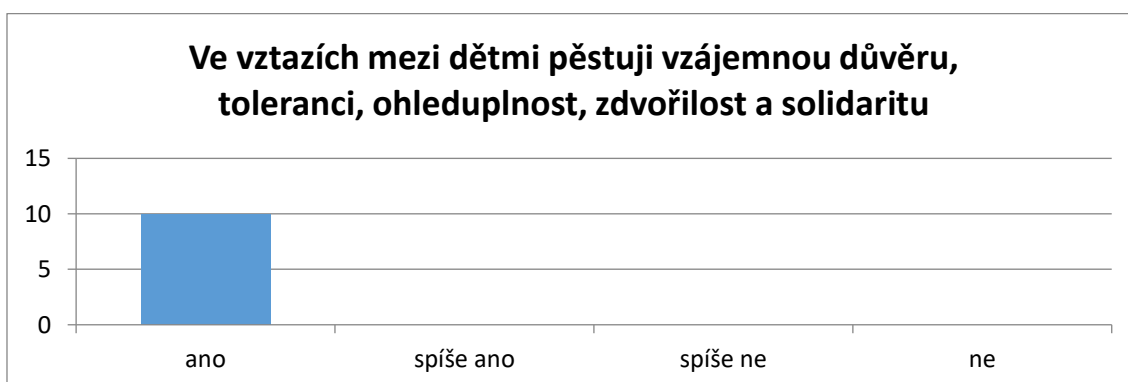 Ve vztazích mezi dětmi pěstuji vzájemnou důvěru,
toleranci, ohleduplnost, zdvořilost a solidaritu
15
10
5
0
ano spíše ano spíše ne ne